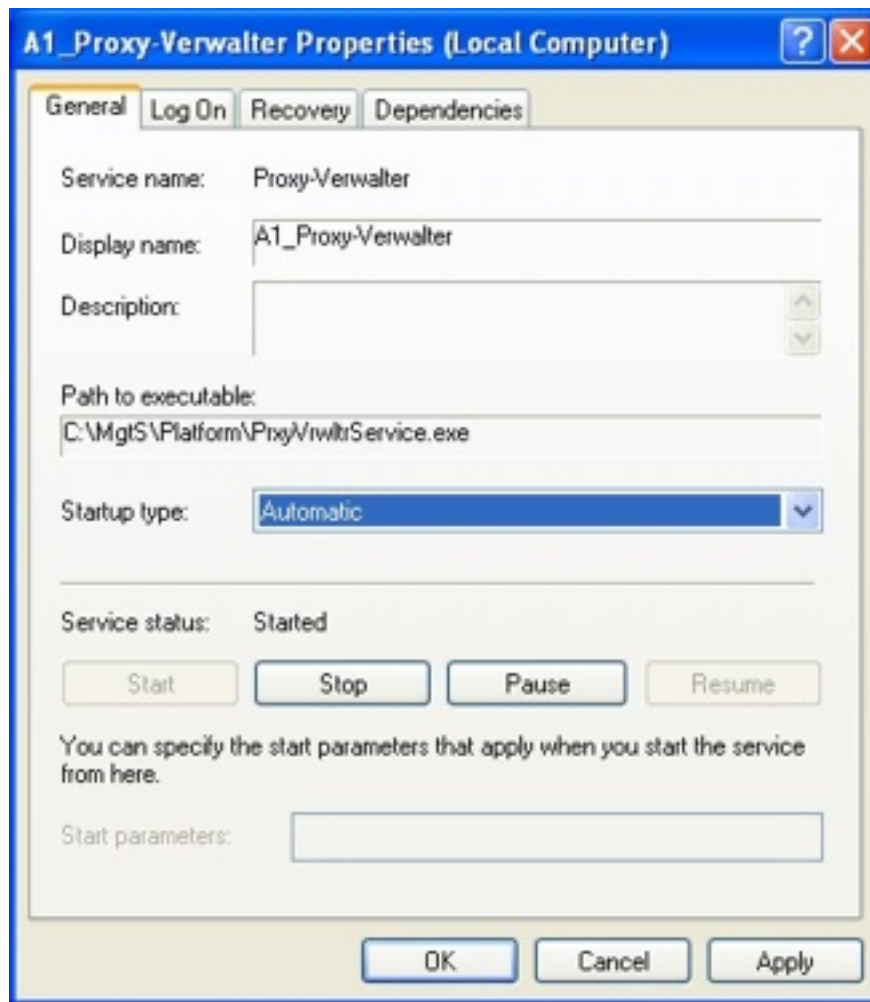 A1_Proxy-Verwalter Properties (Local Computer)
General Log On Recovery Dependencies
Service name: Proxy-Verwalter
Display name: A1_Proxy-Verwalter
Description:
Path to executable:
C:\MgtS\Platform\PrxyVrwltrService.exe
Startup type: Automatic
Service status: Started
Start Stop Pause Resume
You can specify the start parameters that apply when you start the service
from here.
Start parameters:
OK Cancel Apply